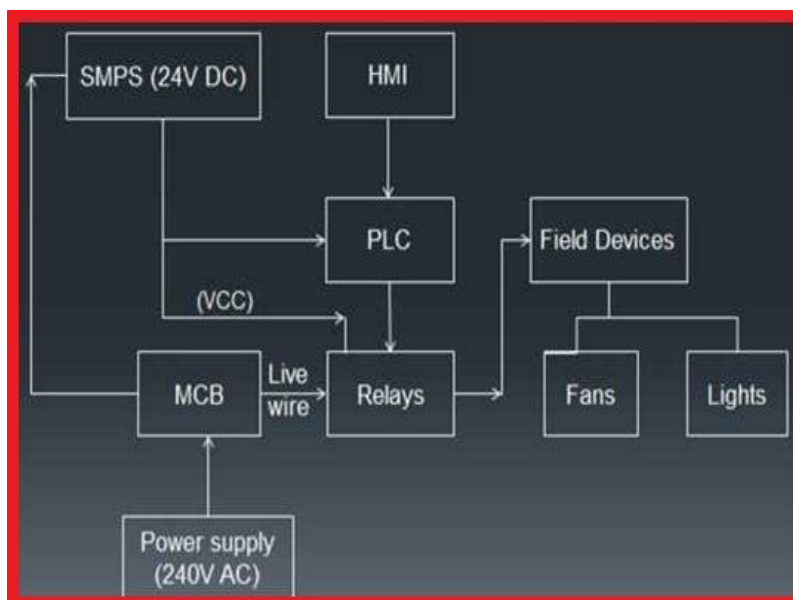 SMPS (24V DC)
HMI
PLC
Field Devices
(VCC)
MCB
Live
wire
Relays
Fans
Lights
Power supply
(240V AC)